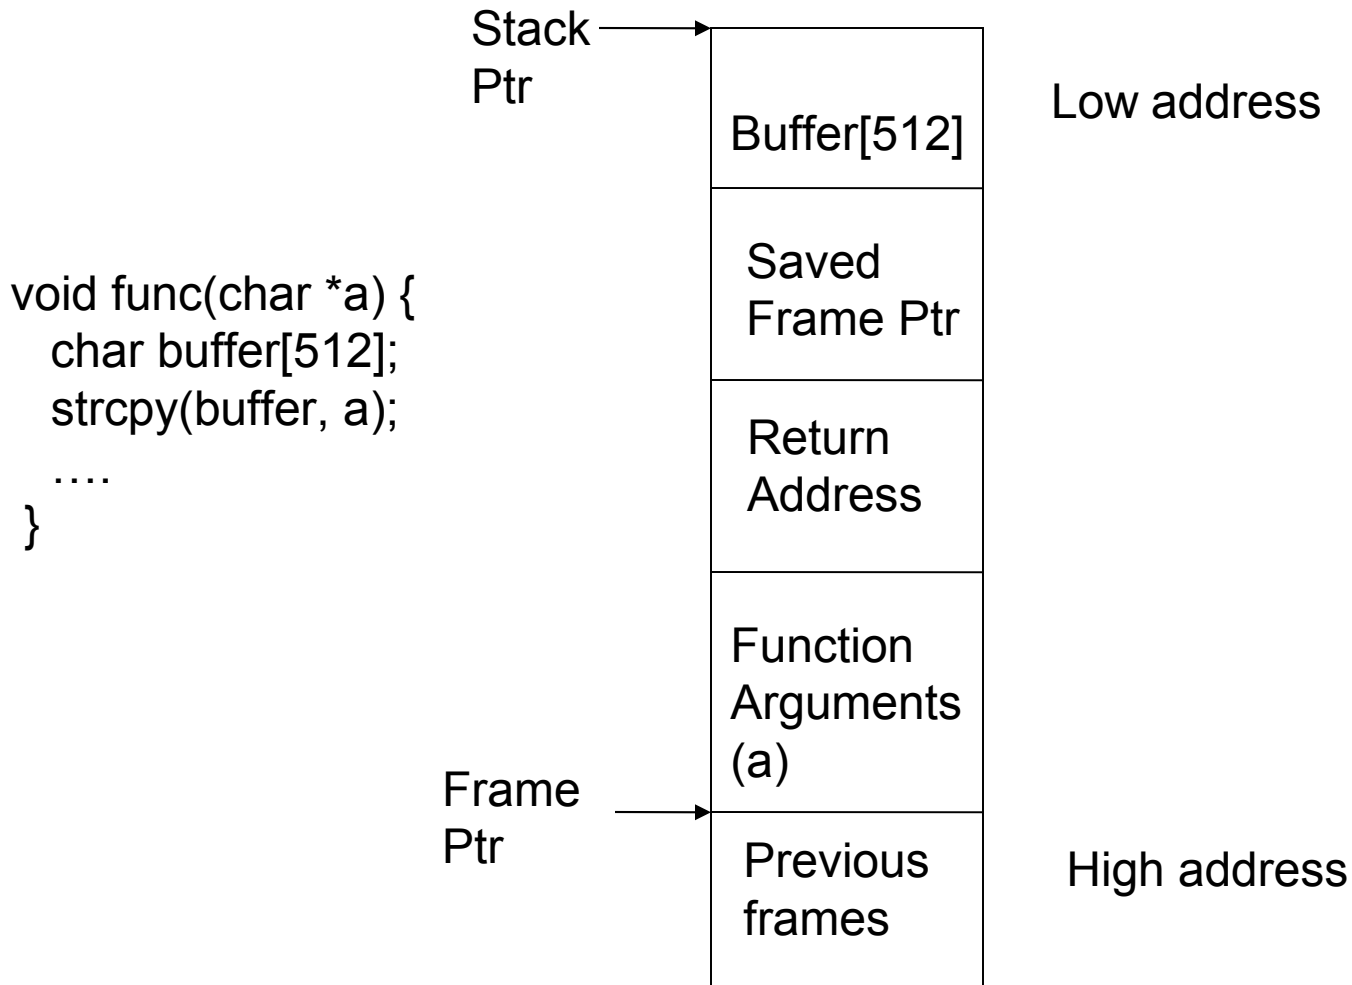 Stack
Ptr
Low address
Buffer[512]
void func(char *a) {
char buffer[512];
strcpy(buffer, a);
….
}
Saved
Frame Ptr
Return
Address
Function
Arguments
(a)
Frame
Ptr
Previous
frames
High address